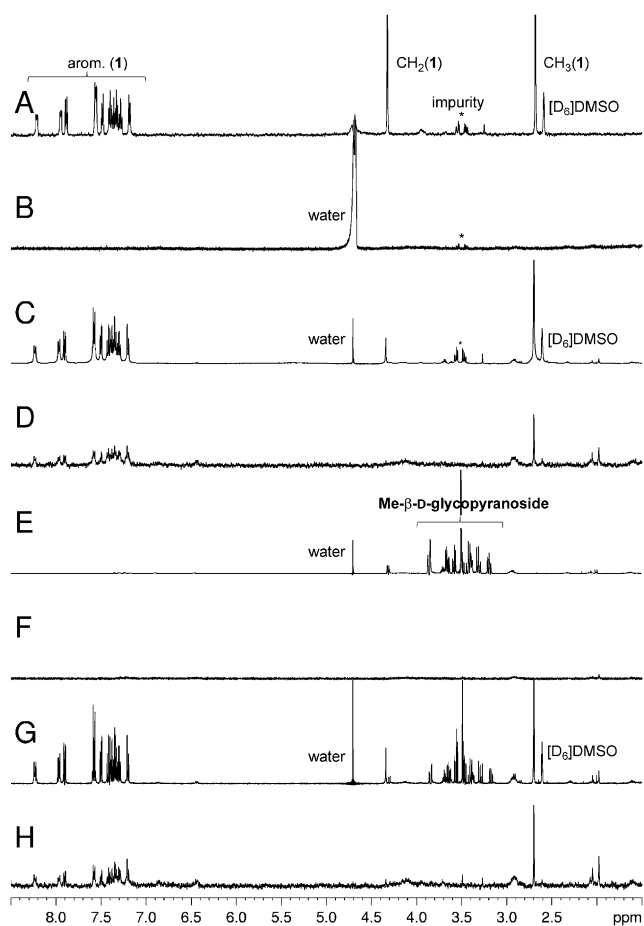 A
arom. (1)
CH2(1)
CH3(1)
impurity
*
[D6]DMSO
B
water
*
C
water
*
[D6]DMSO
D
Me-β-D-glycopyranoside
E
water
F
G
water
[D6]DMSO
H
8.0 7.5 7.0 6.5 6.0 5.5 5.0 4.5 4.0 3.5 3.0 2.5 2.0 ppm